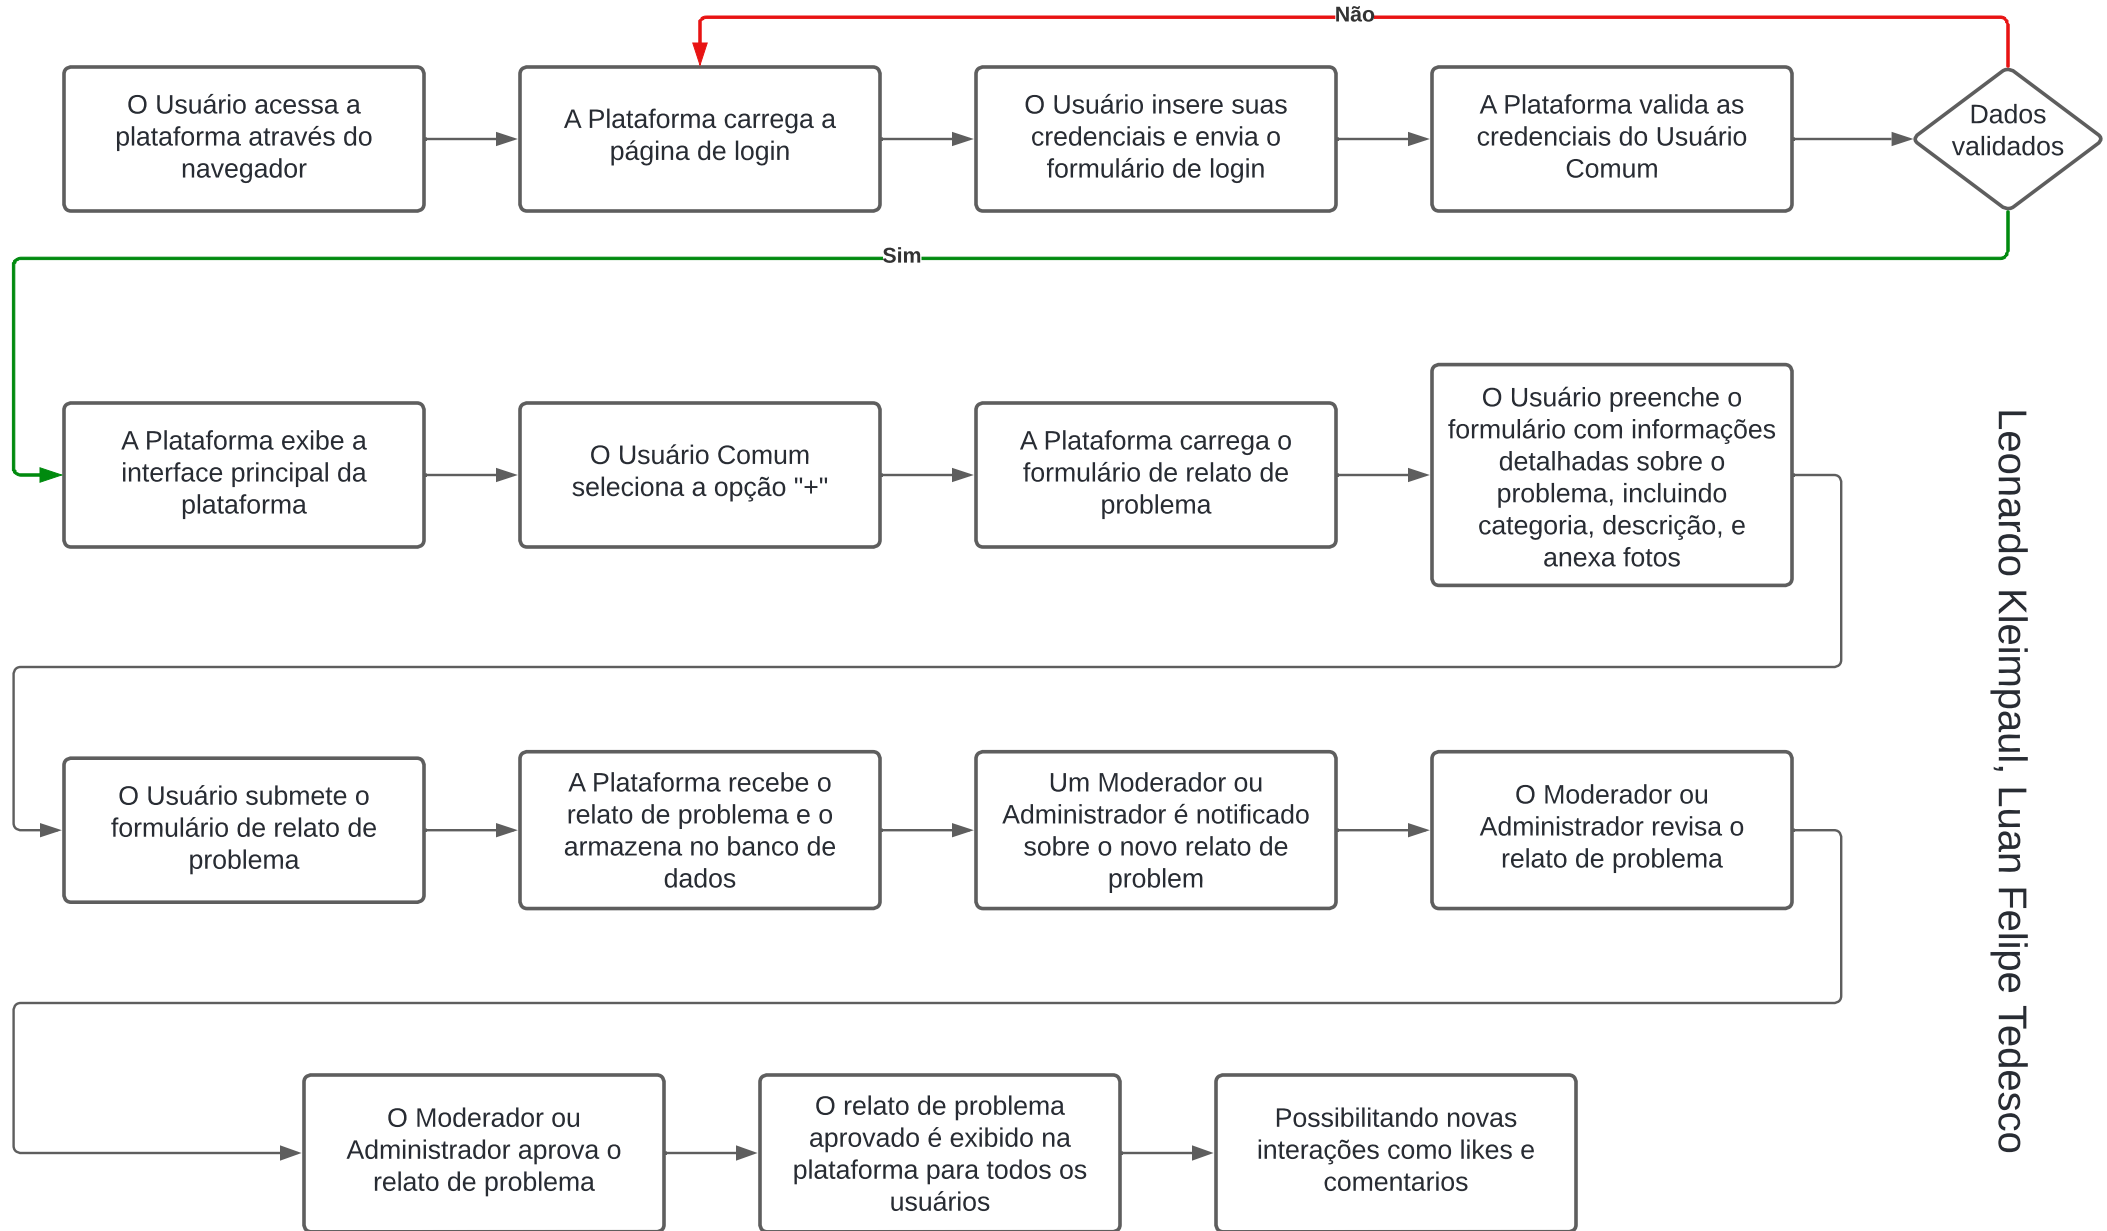 Não
O Usuário acessa a
plataforma através do
navegador
A Plataforma carrega a
página de login
O Usuário insere suas
credenciais e envia o
formulário de login
A Plataforma valida as
credenciais do Usuário
Comum
Dados
validados
Sim
A Plataforma exibe a
interface principal da
plataforma
O Usuário Comum
seleciona a opção "+"
A Plataforma carrega o
formulário de relato de
problema
O Usuário preenche o
formulário com informações
detalhadas sobre o
problema, incluindo
categoria, descrição, e
anexa fotos
O Usuário submete o
formulário de relato de
problema
A Plataforma recebe o
relato de problema e o
armazena no banco de
dados
Um Moderador ou
Administrador é notificado
sobre o novo relato de
problem
O Moderador ou
Administrador revisa o
relato de problema
O Moderador ou
Administrador aprova o
relato de problema
O relato de problema
aprovado é exibido na
plataforma para todos os
usuários
Possibilitando novas
interações como likes e
comentarios
Leonardo Kleimpaul, Luan Felipe Tedesco